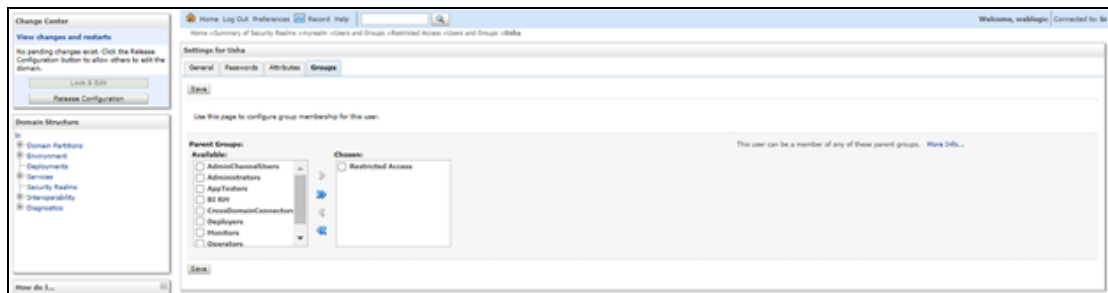 Change Center
View changes and restarts
No pending changes exist. Click the Release
Configuration button to allow others to edit the
domain.
Lock & Edit
Release Configuration
Domain Structure
bi
Domain Partitions
Environment
Deployments
Services
Security Realms
Interoperability
Diagnostics
How do I...
Home Log Out Preferences Record Help
Welcome, weblogic Connected to: bi
Home >Summary of Security Realms >myrealm >Users and Groups >Restricted Access >Users and Groups >Usha
Settings for Usha
General Passwords Attributes Groups
Save
Use this page to configure group membership for this user.
Parent Groups:
Available:
AdminChannelUsers
Administrators
AppTesters
BI RM
CrossDomainConnectors
Deployers
Monitors
Operators
Chosen:
Restricted Access
This user can be a member of any of these parent groups. More Info...
Save